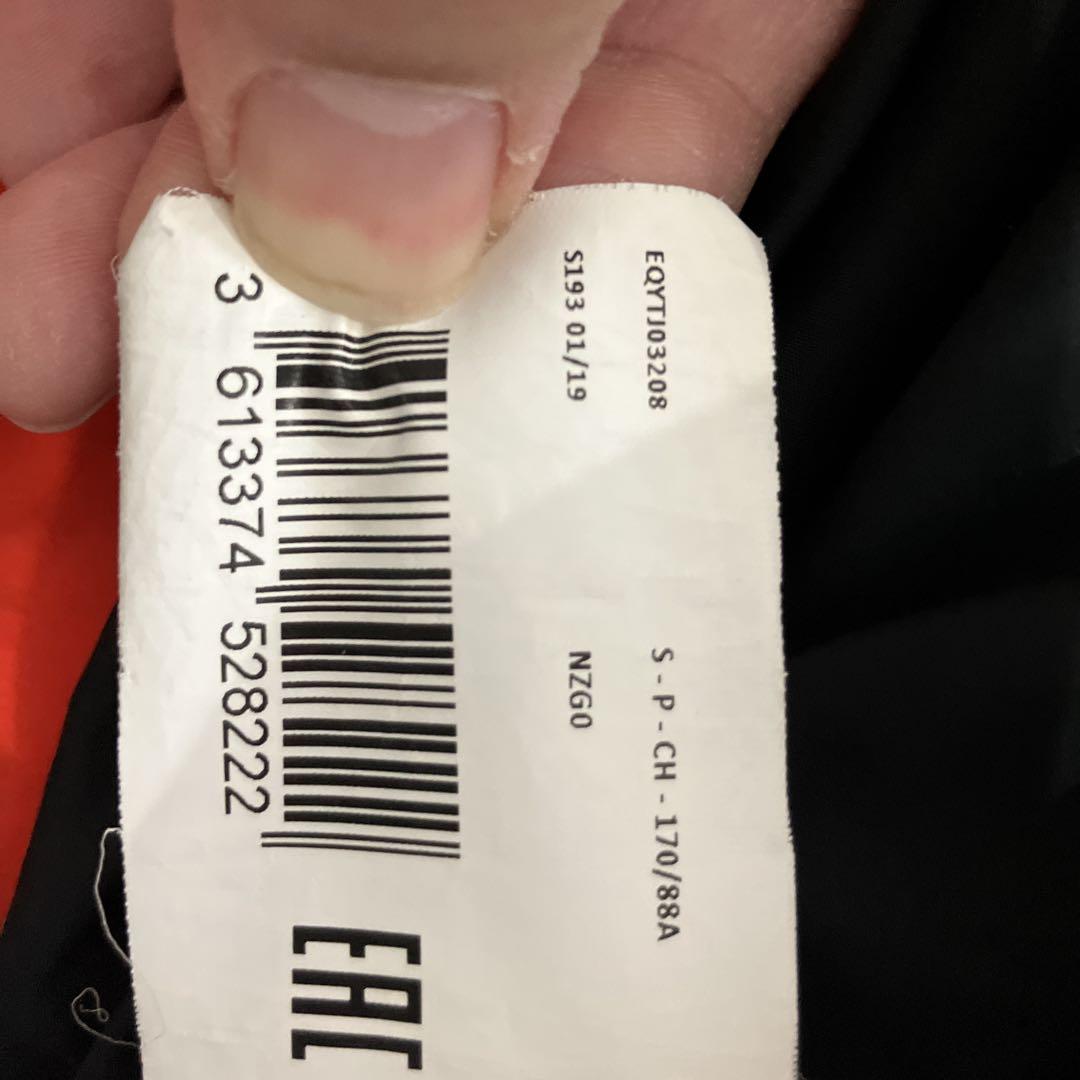 EQYTJ03208 S - P - CH - 170/88A
S193 01/19 NZG0
3 613374 528222
EAC